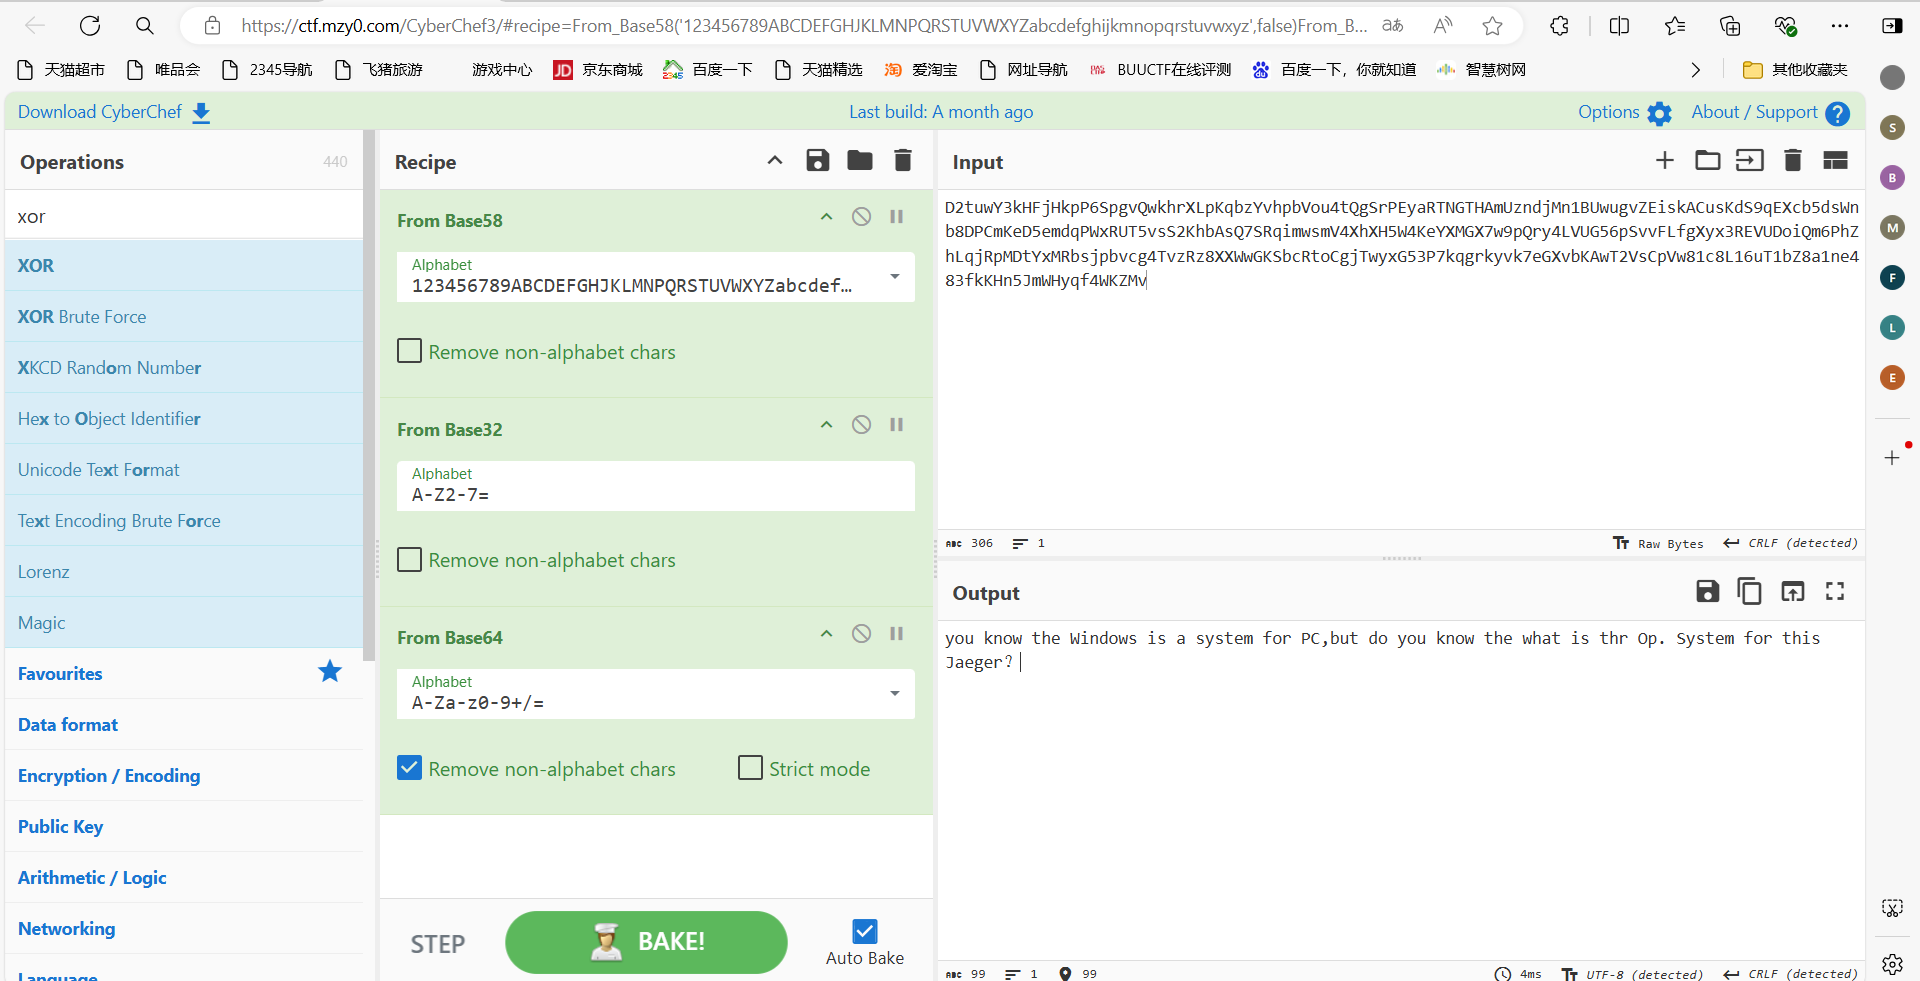 https://ctf.mzy0.com/CyberChef3/#recipe=From_Base58('123456789ABCDEFGHJKLMNPQRSTUVWXYZabcdefghijkmnopqrstuvwxyz',false)From_B...
天猫超市 唯品会 2345导航 飞猪旅游 游戏中心 JD 京东商城 2345 百度一下 天猫精选 淘 爱淘宝 网址导航 BUUCTF在线评测 百度一下，你就知道 智慧树网 其他收藏夹
Download CyberChef Last build: A month ago Options About / Support
Operations 440
xor
XOR
XOR Brute Force
XKCD Random Number
Hex to Object Identifier
Unicode Text Format
Text Encoding Brute Force
Lorenz
Magic
Favourites
Data format
Encryption / Encoding
Public Key
Arithmetic / Logic
Networking
Language
Recipe
From Base58
Alphabet
123456789ABCDEFGHJKLMNPQRSTUVWXYZabcdef...
Remove non-alphabet chars
From Base32
Alphabet
A-Z2-7=
Remove non-alphabet chars
From Base64
Alphabet
A-Za-z0-9+/=
Remove non-alphabet chars Strict mode
STEP BAKE! Auto Bake
Input
D2tuwY3kHFjHkpP6SpgvQwkhrXLpKqbzYvhpbVou4tQgSrPEyaRTNGTHAmUzndjMn1BUwugvZEiskACusKdS9qEXcb5dsWn
b8DPCmKeD5emdqPWxRUT5vsS2KhbAsQ7SRqimwsmV4XhXH5W4KeYXMGX7w9pQry4LVUG56pSvvFLfgXyx3REVUDoiQm6PhZ
hLqjRpMDtYxMRbsjpbvcg4TvzRz8XXWwGKSbcRtoCgjTwyxG53P7kqgrkyvk7eGXvbKAwT2VsCpVw81c8L16uT1bZ8a1ne4
83fkKHn5JmWHyqf4WKZMv
ABC 306 1 Raw Bytes CRLF (detected)
Output
you know the Windows is a system for PC,but do you know the what is thr Op. System for this
Jaeger?
ABC 99 1 99 4ms UTF-8 (detected) CRLF (detected)
S
B
M
F
L
E